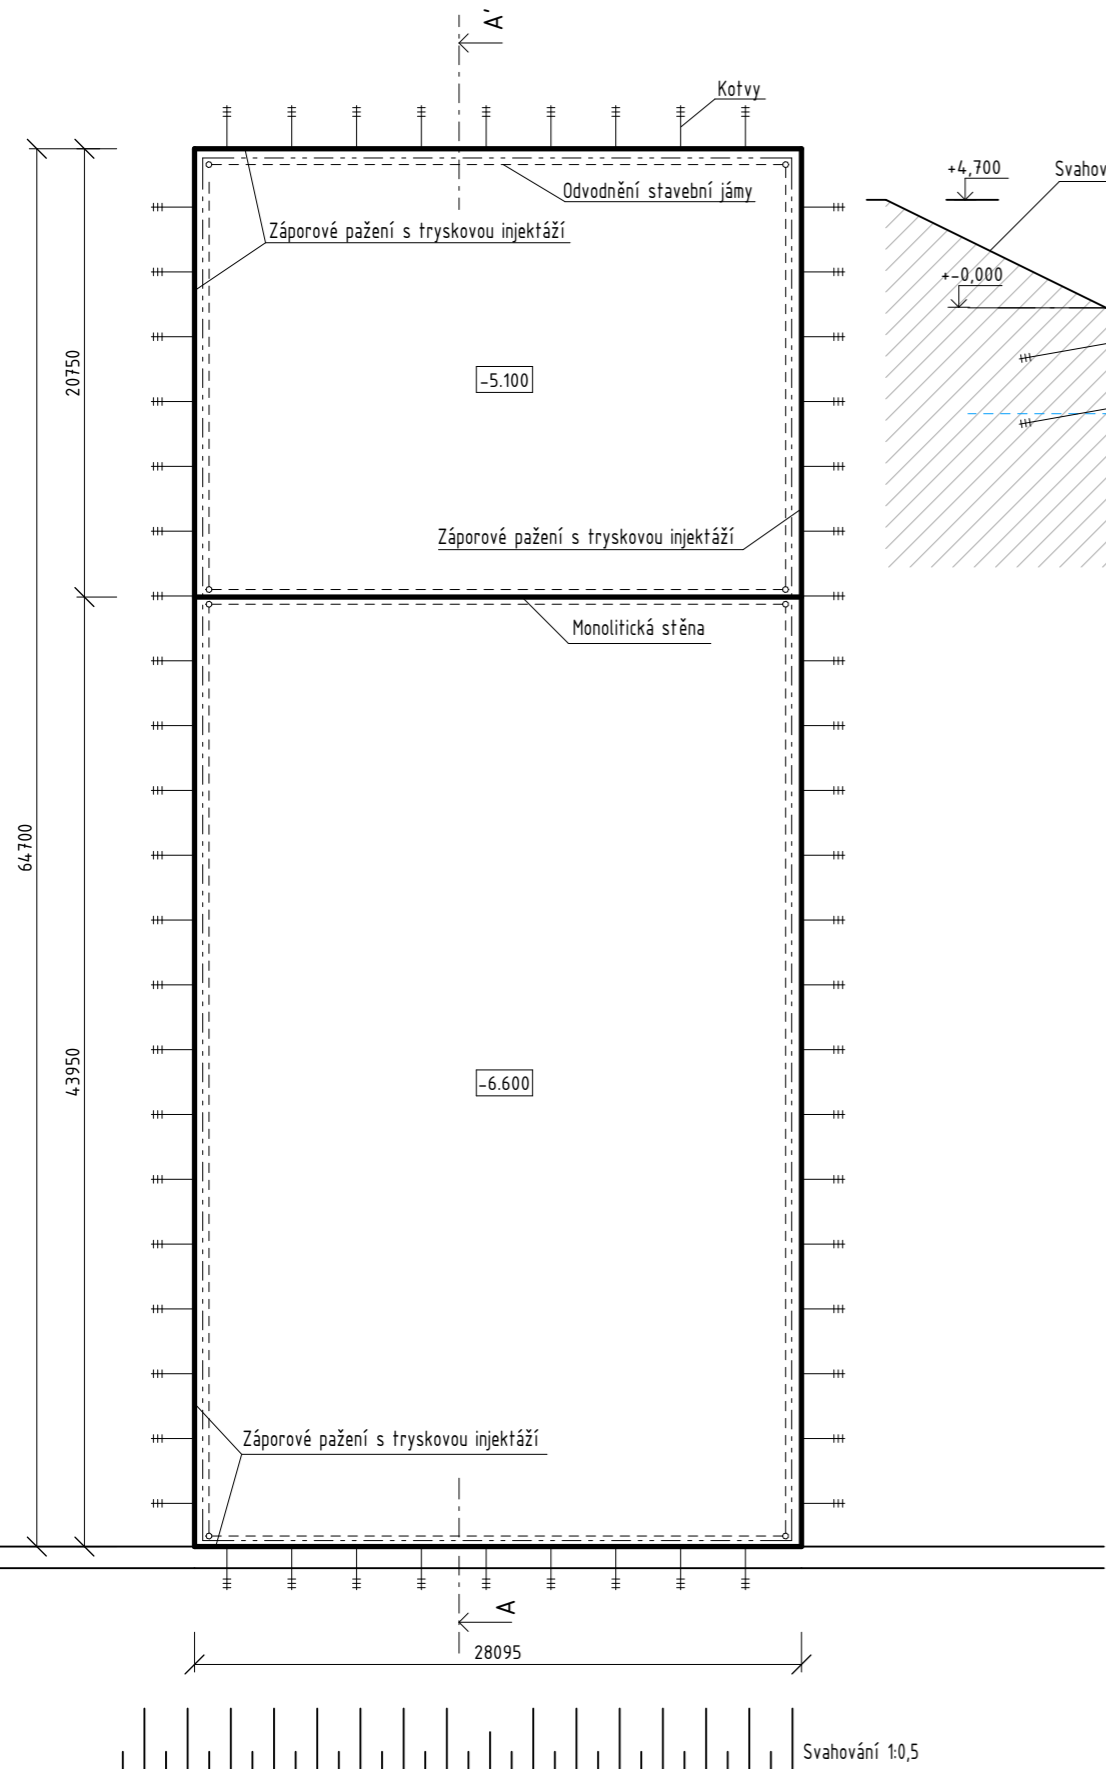 A'
Kotvy
Odvodnění stavební jámy
+4,700
Svahov
Záporové pažení s tryskovou injektáží
+-0,000
20750
-5.100
Záporové pažení s tryskovou injektáží
Monolitická stěna
64700
43950
-6.600
Záporové pažení s tryskovou injektáží
A
28095
Svahování 1:0,5